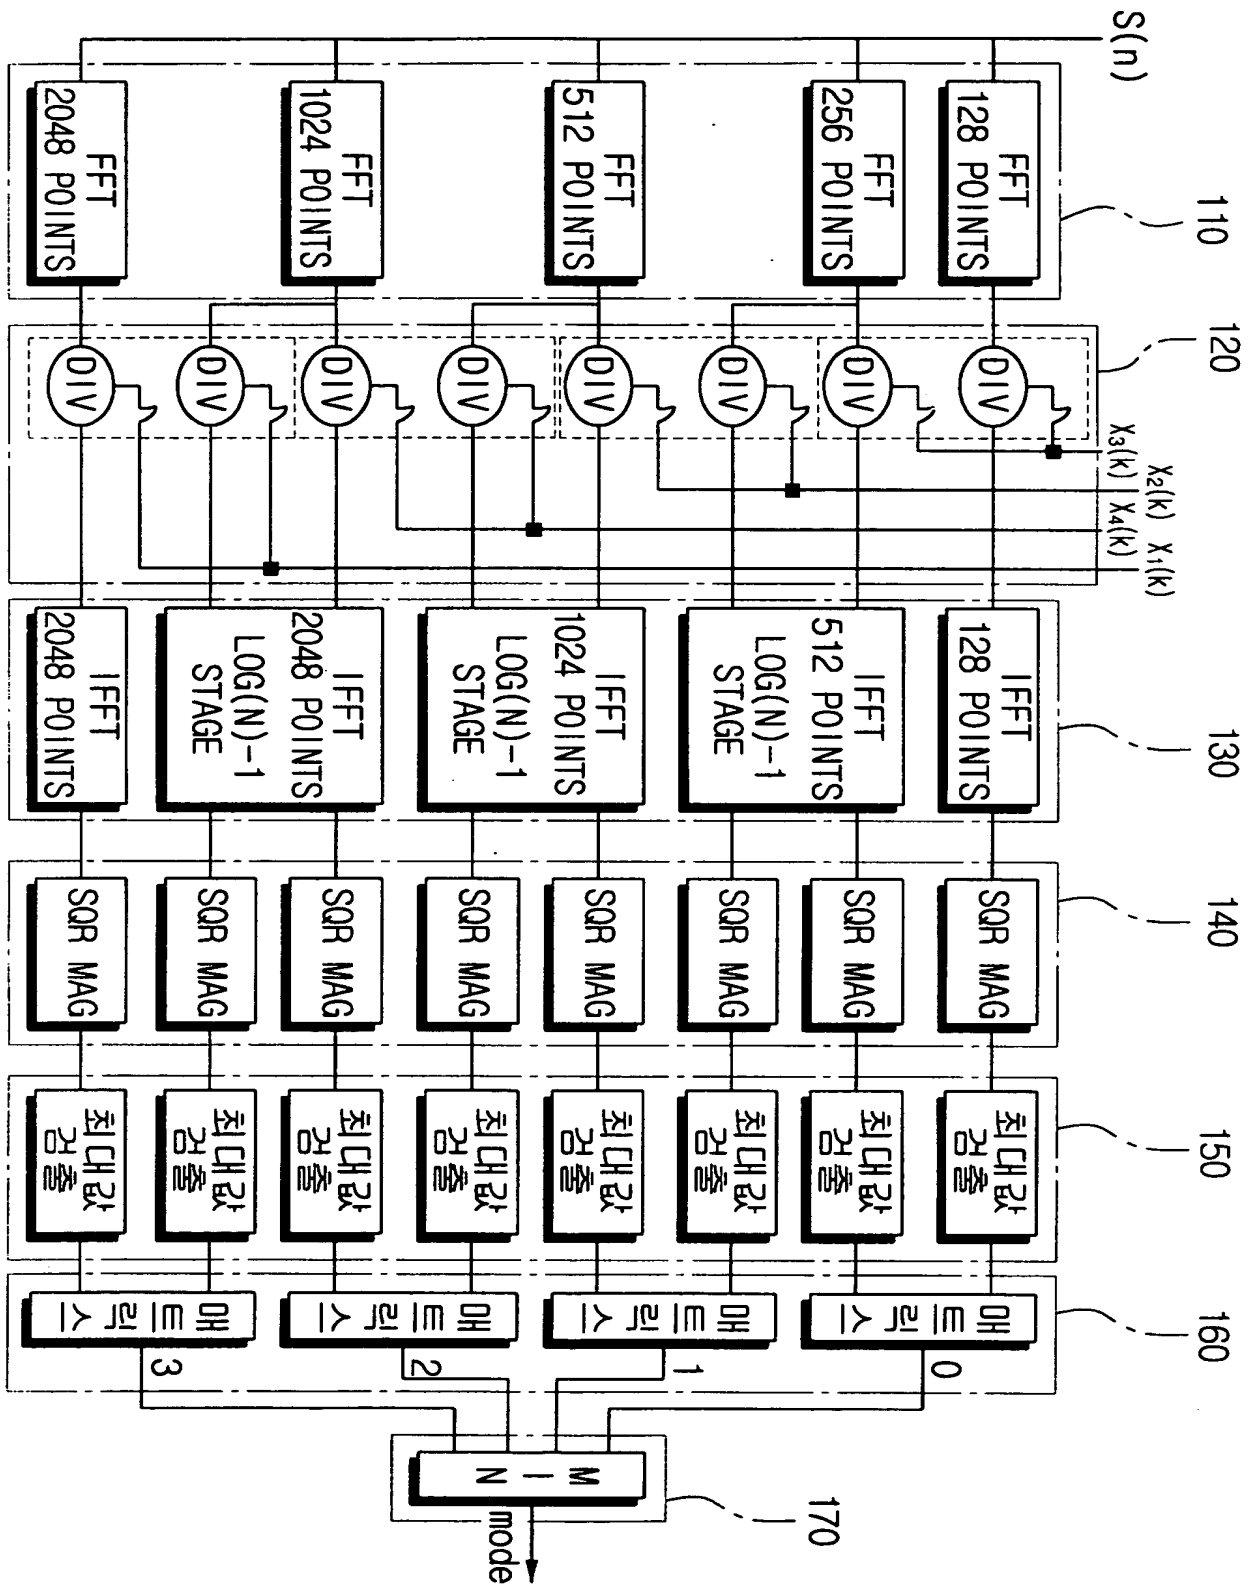 S(n)
110
FFT
128 POINTS
FFT
256 POINTS
FFT
512 POINTS
FFT
1024 POINTS
FFT
2048 POINTS
120
X₃(k)
X₂(k)
X₄(k)
X₁(k)
DIV
DIV
DIV
DIV
DIV
DIV
DIV
DIV
130
IFFT
128 POINTS
IFFT
512 POINTS
LOG(N)-1
STAGE
IFFT
1024 POINTS
LOG(N)-1
STAGE
IFFT
2048 POINTS
LOG(N)-1
STAGE
IFFT
2048 POINTS
140
SQR MAG
SQR MAG
SQR MAG
SQR MAG
SQR MAG
SQR MAG
SQR MAG
SQR MAG
150
최대값
검출
최대값
검출
최대값
검출
최대값
검출
최대값
검출
최대값
검출
최대값
검출
최대값
검출
160
매트릭스
0
매트릭스
1
매트릭스
2
매트릭스
3
170
MIN
mode